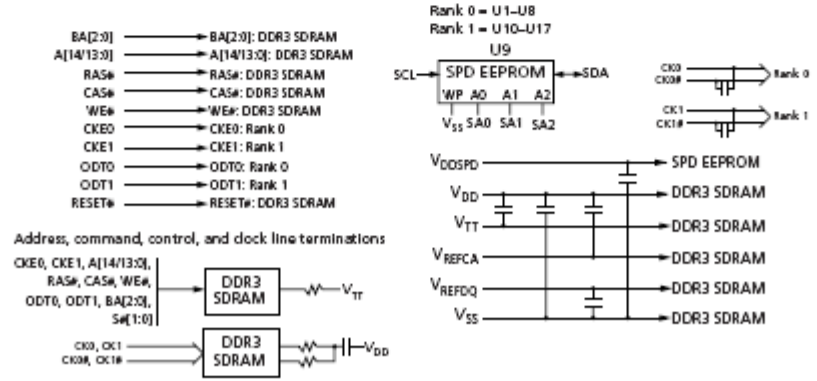 Rank 0 = U1–U8
Rank 1 = U10–U17
BA[2:0] BA[2:0]: DDR3 SDRAM
A[14/13:0] A[14/13:0]: DDR3 SDRAM
RAS# RAS#: DDR3 SDRAM
CAS# CAS#: DDR3 SDRAM
WE# WE#: DDR3 SDRAM
CKE0 CKE0: Rank 0
CKE1 CKE1: Rank 1
ODT0 ODT0: Rank 0
ODT1 ODT1: Rank 1
RESET# RESET#: DDR3 SDRAM
U9
SCL SPD EEPROM SDA
WP A0 A1 A2
VSS SA0 SA1 SA2
CK0
CK0#
Rank 0
CK1
CK1#
Rank 1
VDDSPD SPD EEPROM
VDD DDR3 SDRAM
VTT DDR3 SDRAM
VREFCA DDR3 SDRAM
VREFDQ DDR3 SDRAM
VSS DDR3 SDRAM
Address, command, control, and clock line terminations
CKE0, CKE1, A[14/13:0],
RAS#, CAS#, WE#,
ODT0, ODT1, BA[2:0],
S#[1:0]
DDR3
SDRAM
VTT
CK0, CK1
CK0#, CK1#
DDR3
SDRAM
VDD